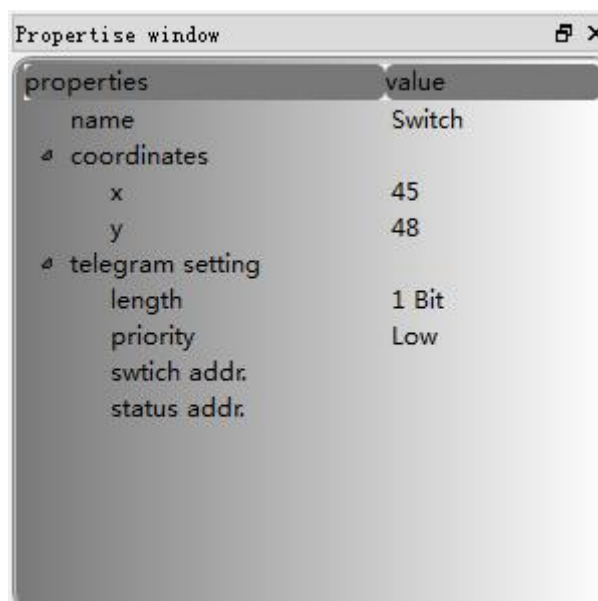 Propertise window
properties value
name Switch
coordinates
x 45
y 48
telegram setting
length 1 Bit
priority Low
swtich addr.
status addr.